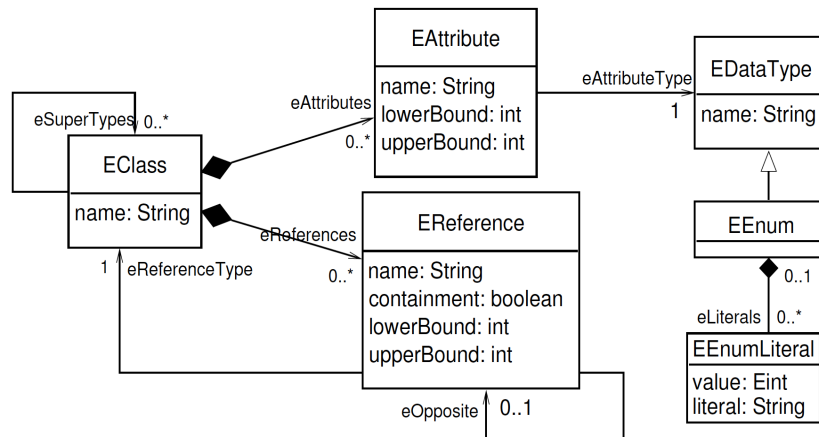 EAttribute
name: String
lowerBound: int
upperBound: int
eAttributes
0..*
eAttributeType
1
EDataType
name: String
eSuperTypes
0..*
EClass
name: String
eReferences
0..*
EReference
name: String
containment: boolean
lowerBound: int
upperBound: int
1
eReferenceType
eOpposite
0..1
EEnum
0..1
eLiterals
0..*
EEnumLiteral
value: Eint
literal: String